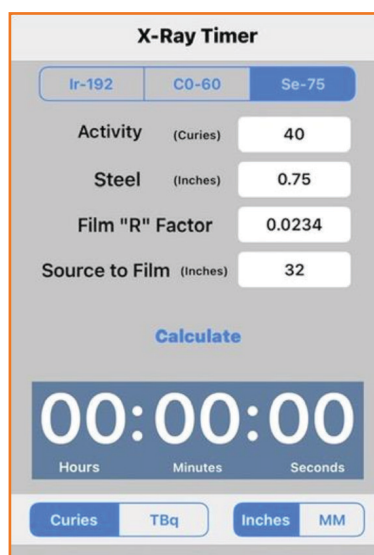 X-Ray Timer
Ir-192 C0-60 Se-75
Activity (Curies) 40
Steel (Inches) 0.75
Film "R" Factor 0.0234
Source to Film (Inches) 32
Calculate
00:00:00
Hours Minutes Seconds
Curies TBq Inches MM